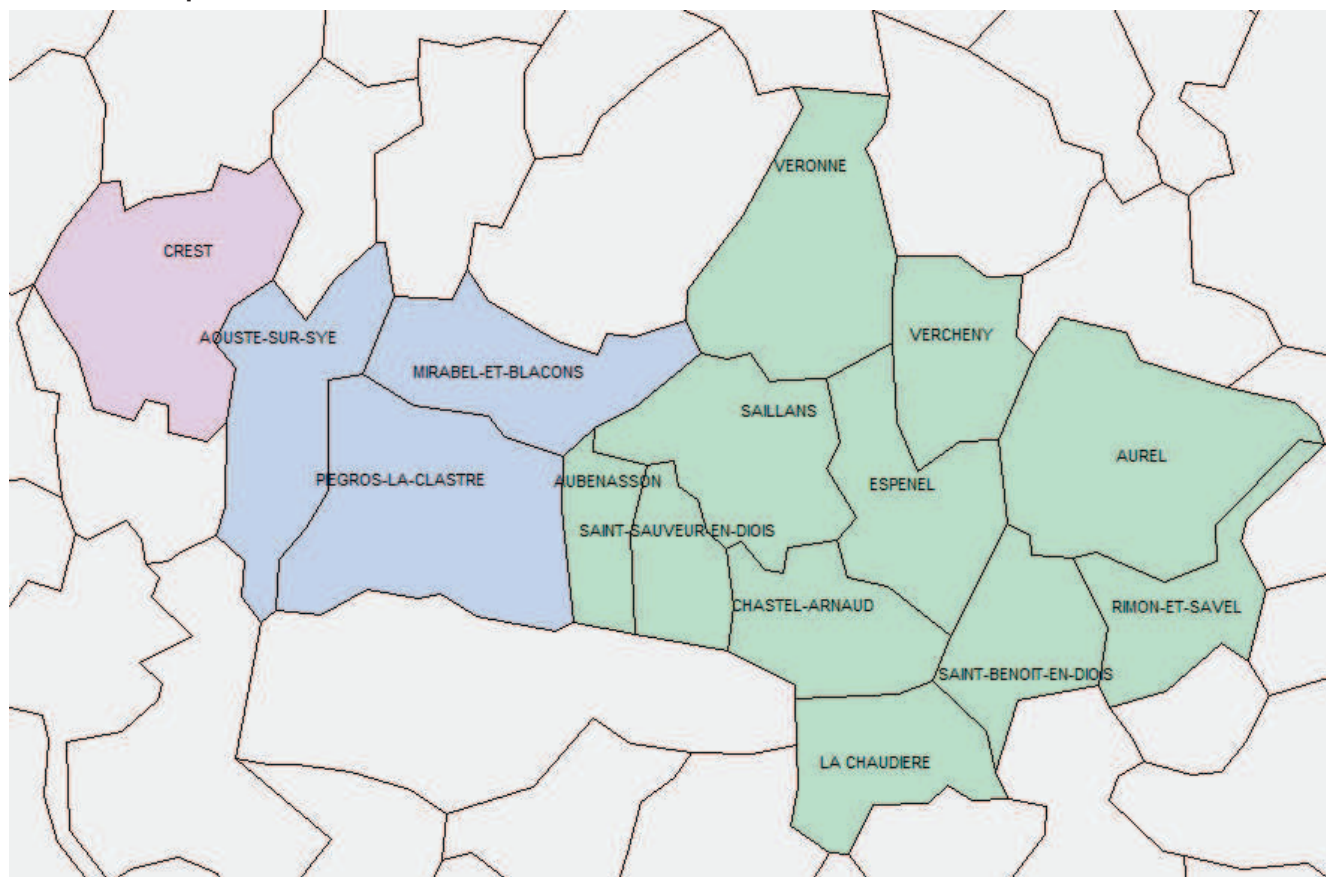 VERONNE
CREST
AOUSTE-SUR-SYE
VERCHENY
MIRABEL-ET-BLACONS
SAILLANS
AUREL
PEGROS-LA-CLASTRE
AUBENASSON
ESPENEL
SAINT-SAUVEUR-EN-DIOIS
CHASTEL-ARNAUD
RIMON-ET-SAVEL
SAINT-BENOIT-EN-DIOIS
LA CHAUDIERE